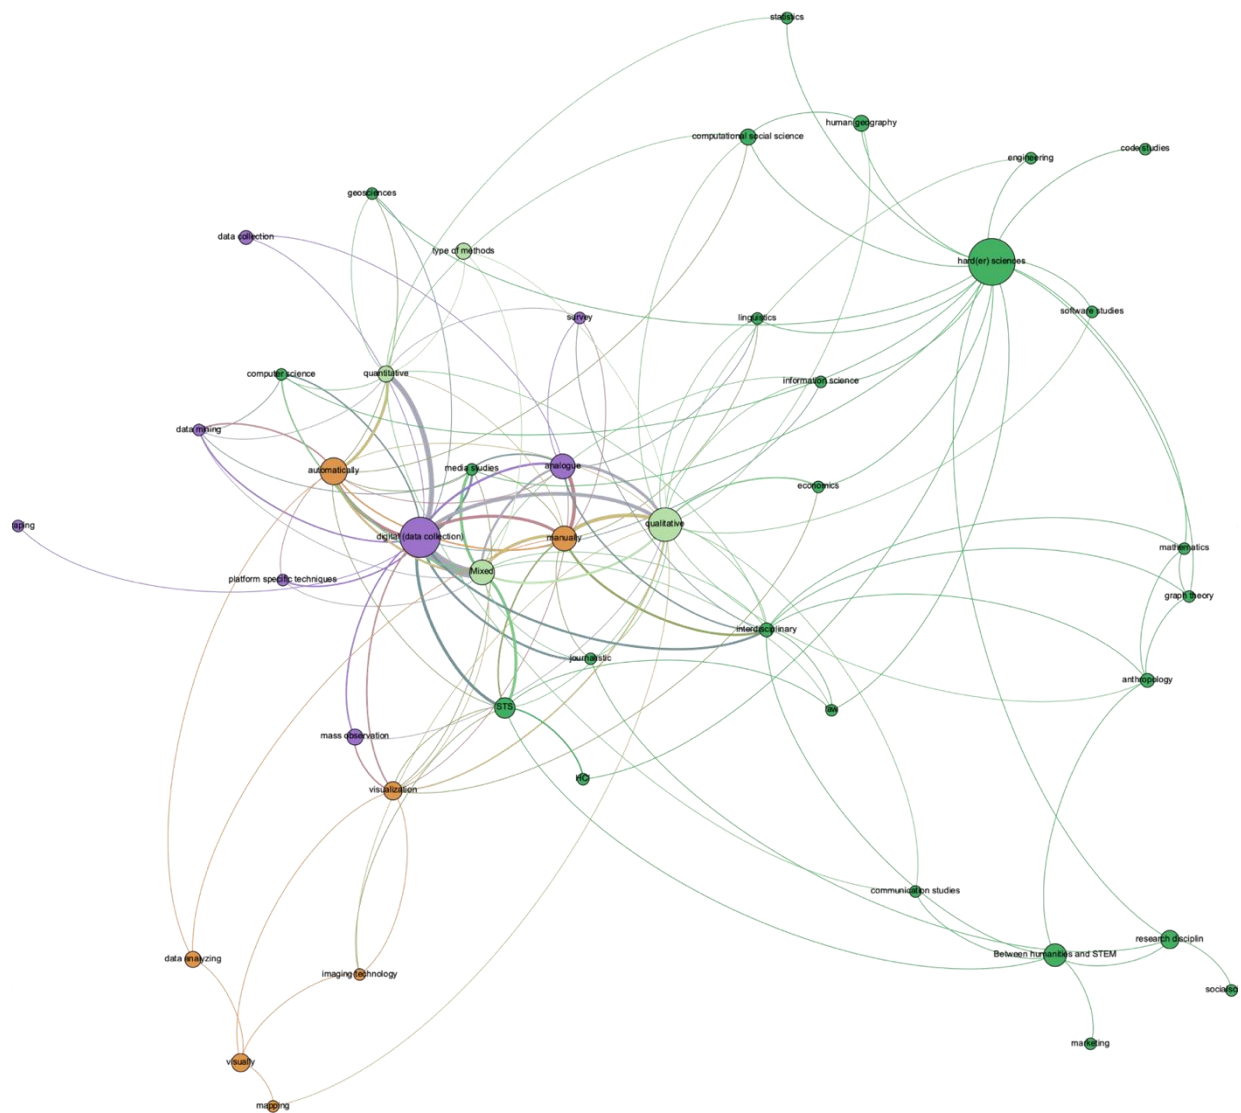 statistics
human geography
computational social science
code studies
engineering
geosciences
data collection
type of methods
hard(er) sciences
software studies
survey
linguistics
quantitative
computer science
information science
data mining
automatically
media studies
analogue
economics
qualitative
aping
digital (data collection)
manually
mathematics
Mixed
platform specific techniques
graph theory
interdisciplinary
journalistic
anthropology
STS
law
mass observation
HCI
visualization
communication studies
research disciplin
Between humanities and STEM
data analyzing
imaging technology
socialsc
marketing
visually
mapping